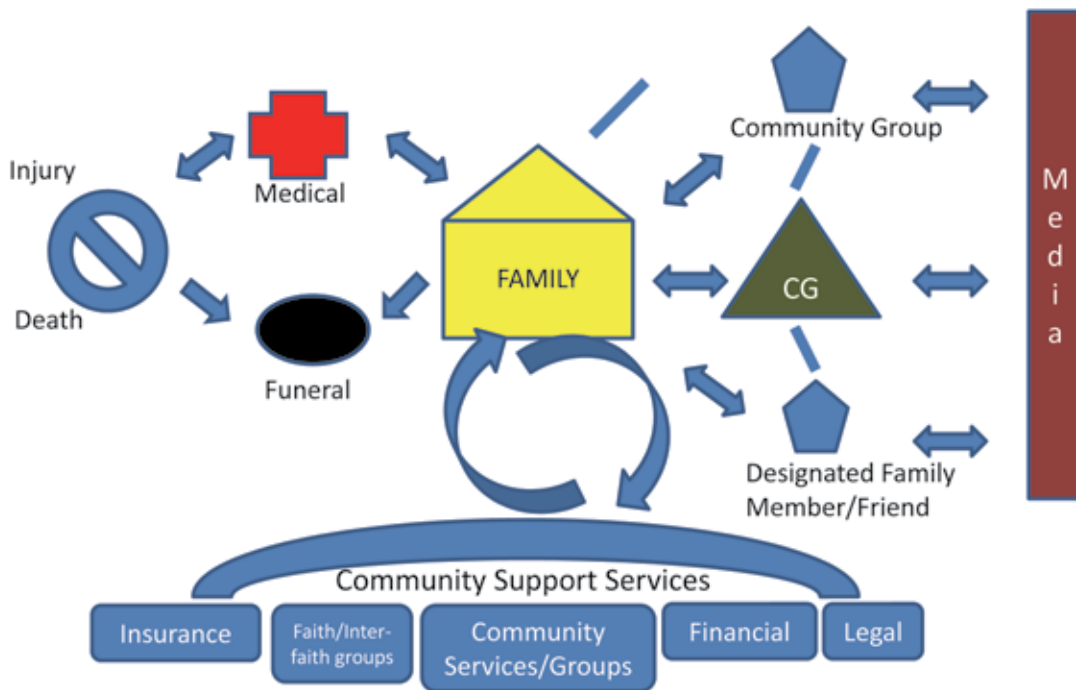 Community Group
Injury
Medical
Death
FAMILY
CG
Media
Funeral
Designated Family
Member/Friend
Community Support Services
Insurance
Faith/Inter-
faith groups
Community
Services/Groups
Financial
Legal